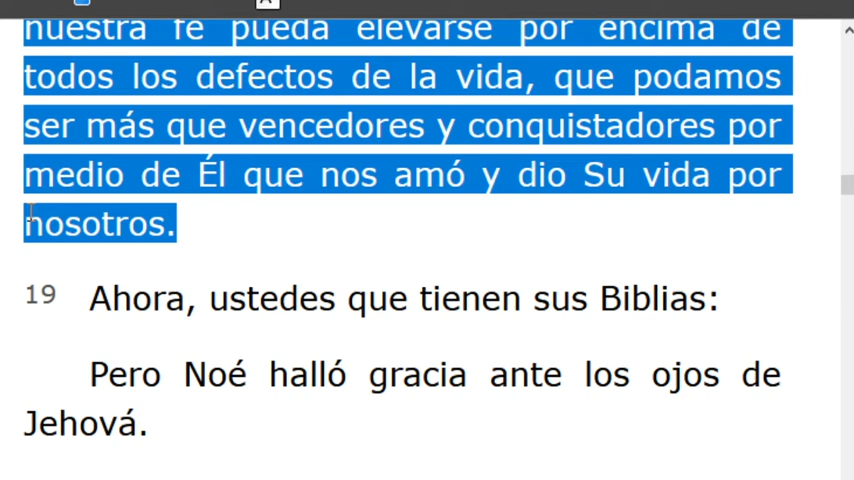 nuestra fe pueda elevarse por encima de
todos los defectos de la vida, que podamos
ser más que vencedores y conquistadores por
medio de Él que nos amó y dio Su vida por
nosotros.
19 Ahora, ustedes que tienen sus Biblias:
Pero Noé halló gracia ante los ojos de
Jehová.